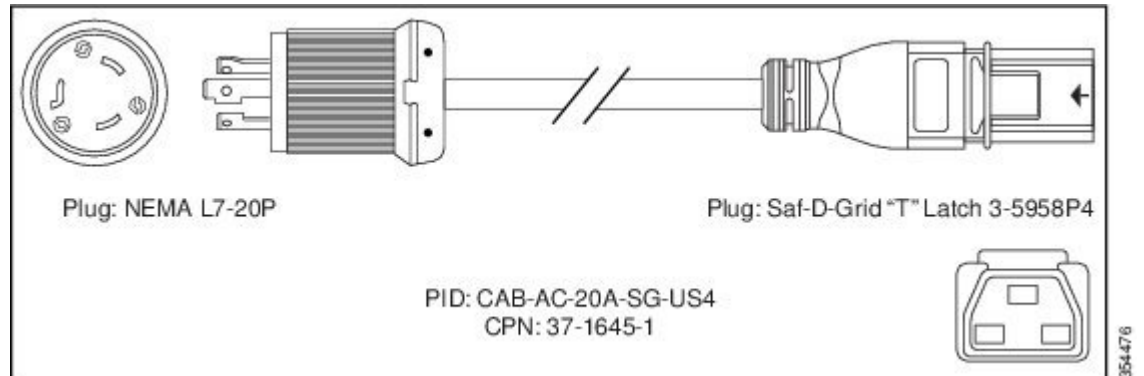 Plug: NEMA L7-20P
Plug: Saf-D-Grid “T” Latch 3-5958P4
PID: CAB-AC-20A-SG-US4
CPN: 37-1645-1
354476